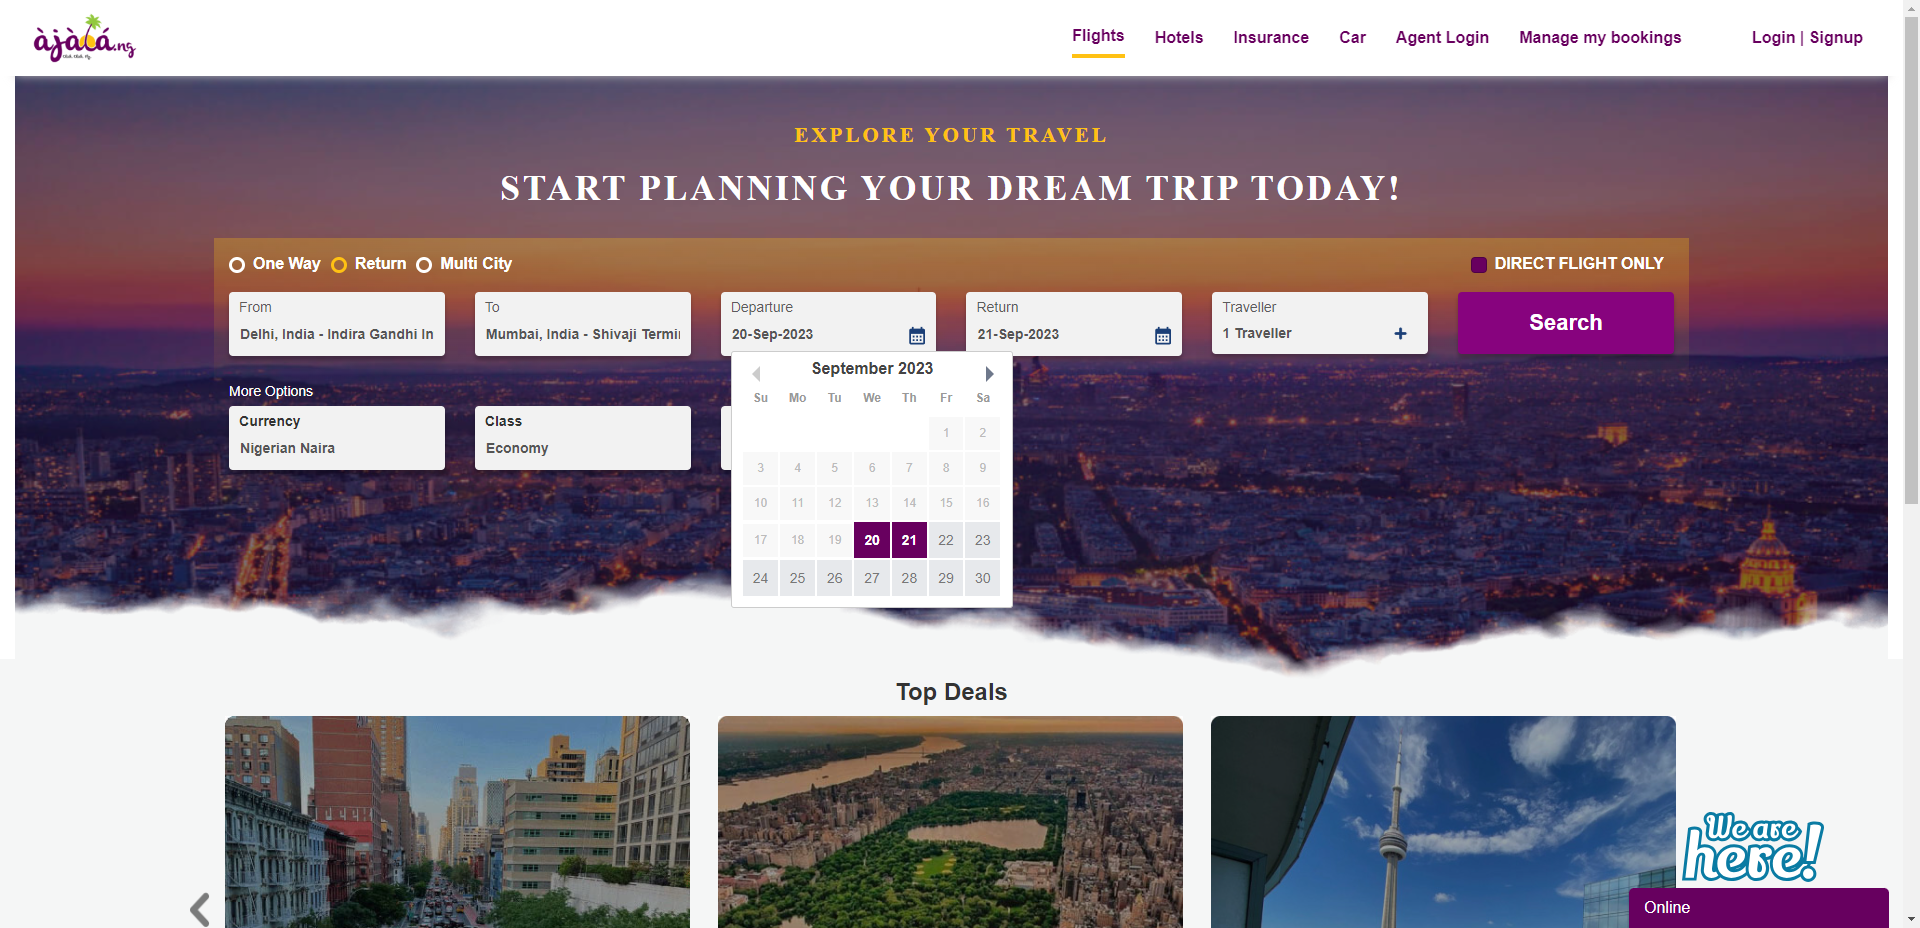 àjàlá.ng
Flights
Hotels
Insurance
Car
Agent Login
Manage my bookings
Login | Signup
EXPLORE YOUR TRAVEL
START PLANNING YOUR DREAM TRIP TODAY!
One Way
Return
Multi City
DIRECT FLIGHT ONLY
From
Delhi, India - Indira Gandhi In
To
Mumbai, India - Shivaji Termi
Departure
20-Sep-2023
Return
21-Sep-2023
Traveller
1 Traveller
Search
More Options
Currency
Nigerian Naira
Class
Economy
September 2023
Su Mo Tu We Th Fr Sa
1 2
3 4 5 6 7 8 9
10 11 12 13 14 15 16
17 18 19 20 21 22 23
24 25 26 27 28 29 30
Top Deals
We are
here!
Online